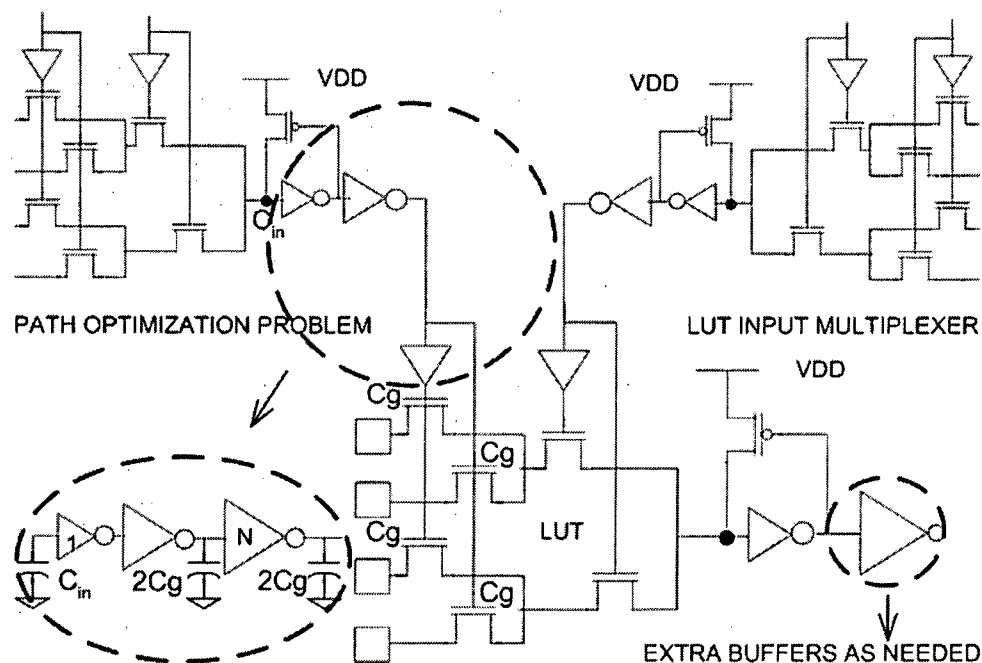 VDD
VDD
Cin
PATH OPTIMIZATION PROBLEM
LUT INPUT MULTIPLEXER
VDD
Cg
Cg
Cg
LUT
Cg
1
N
Cin
2Cg
2Cg
EXTRA BUFFERS AS NEEDED